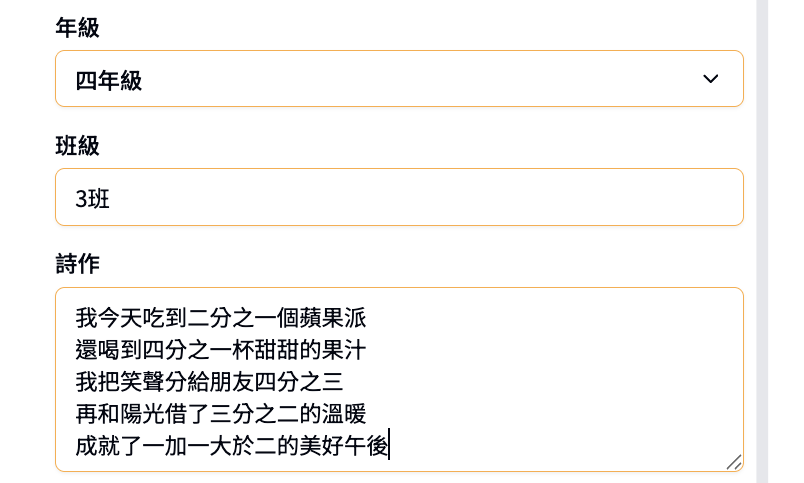 年級
四年級
班級
3班
詩作
我今天吃到二分之一個蘋果派
還喝到四分之一杯甜甜的果汁
我把笑聲分給朋友四分之三
再和陽光借了三分之二的溫暖
成就了一加一大於二的美好午後